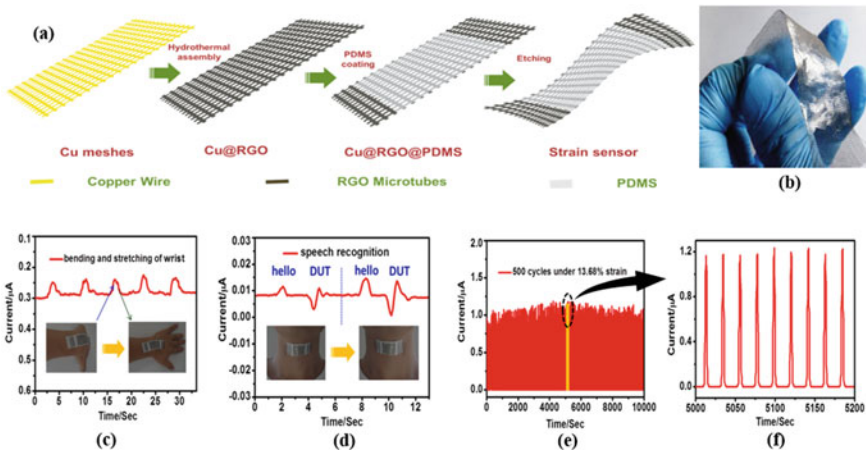 (a)
Hydrothermal
assembly
PDMS
coating
Etching
Cu meshes
Cu@RGO
Cu@RGO@PDMS
Strain sensor
Copper Wire
RGO Microtubes
PDMS
(b)
0.1
0.2
0.3
0.4
0.5
0.6
Current/μA
bending and stretching of wrist
0 5 10 15 20 25 30
Time/Sec
(c)
0.03
0.02
0.01
0.00
-0.01
-0.02
-0.03
Current/μA
speech recognition
hello DUT hello DUT
0 2 4 6 8 10 12
Time/Sec
(d)
2.0
1.5
1.0
0.5
0.0
Current/μA
500 cycles under 13.68% strain
0 2000 4000 6000 8000 10000
Time/Sec
(e)
1.2
0.8
0.4
0.0
Current/μA
5000 5050 5100 5150 5200
Time/Sec
(f)